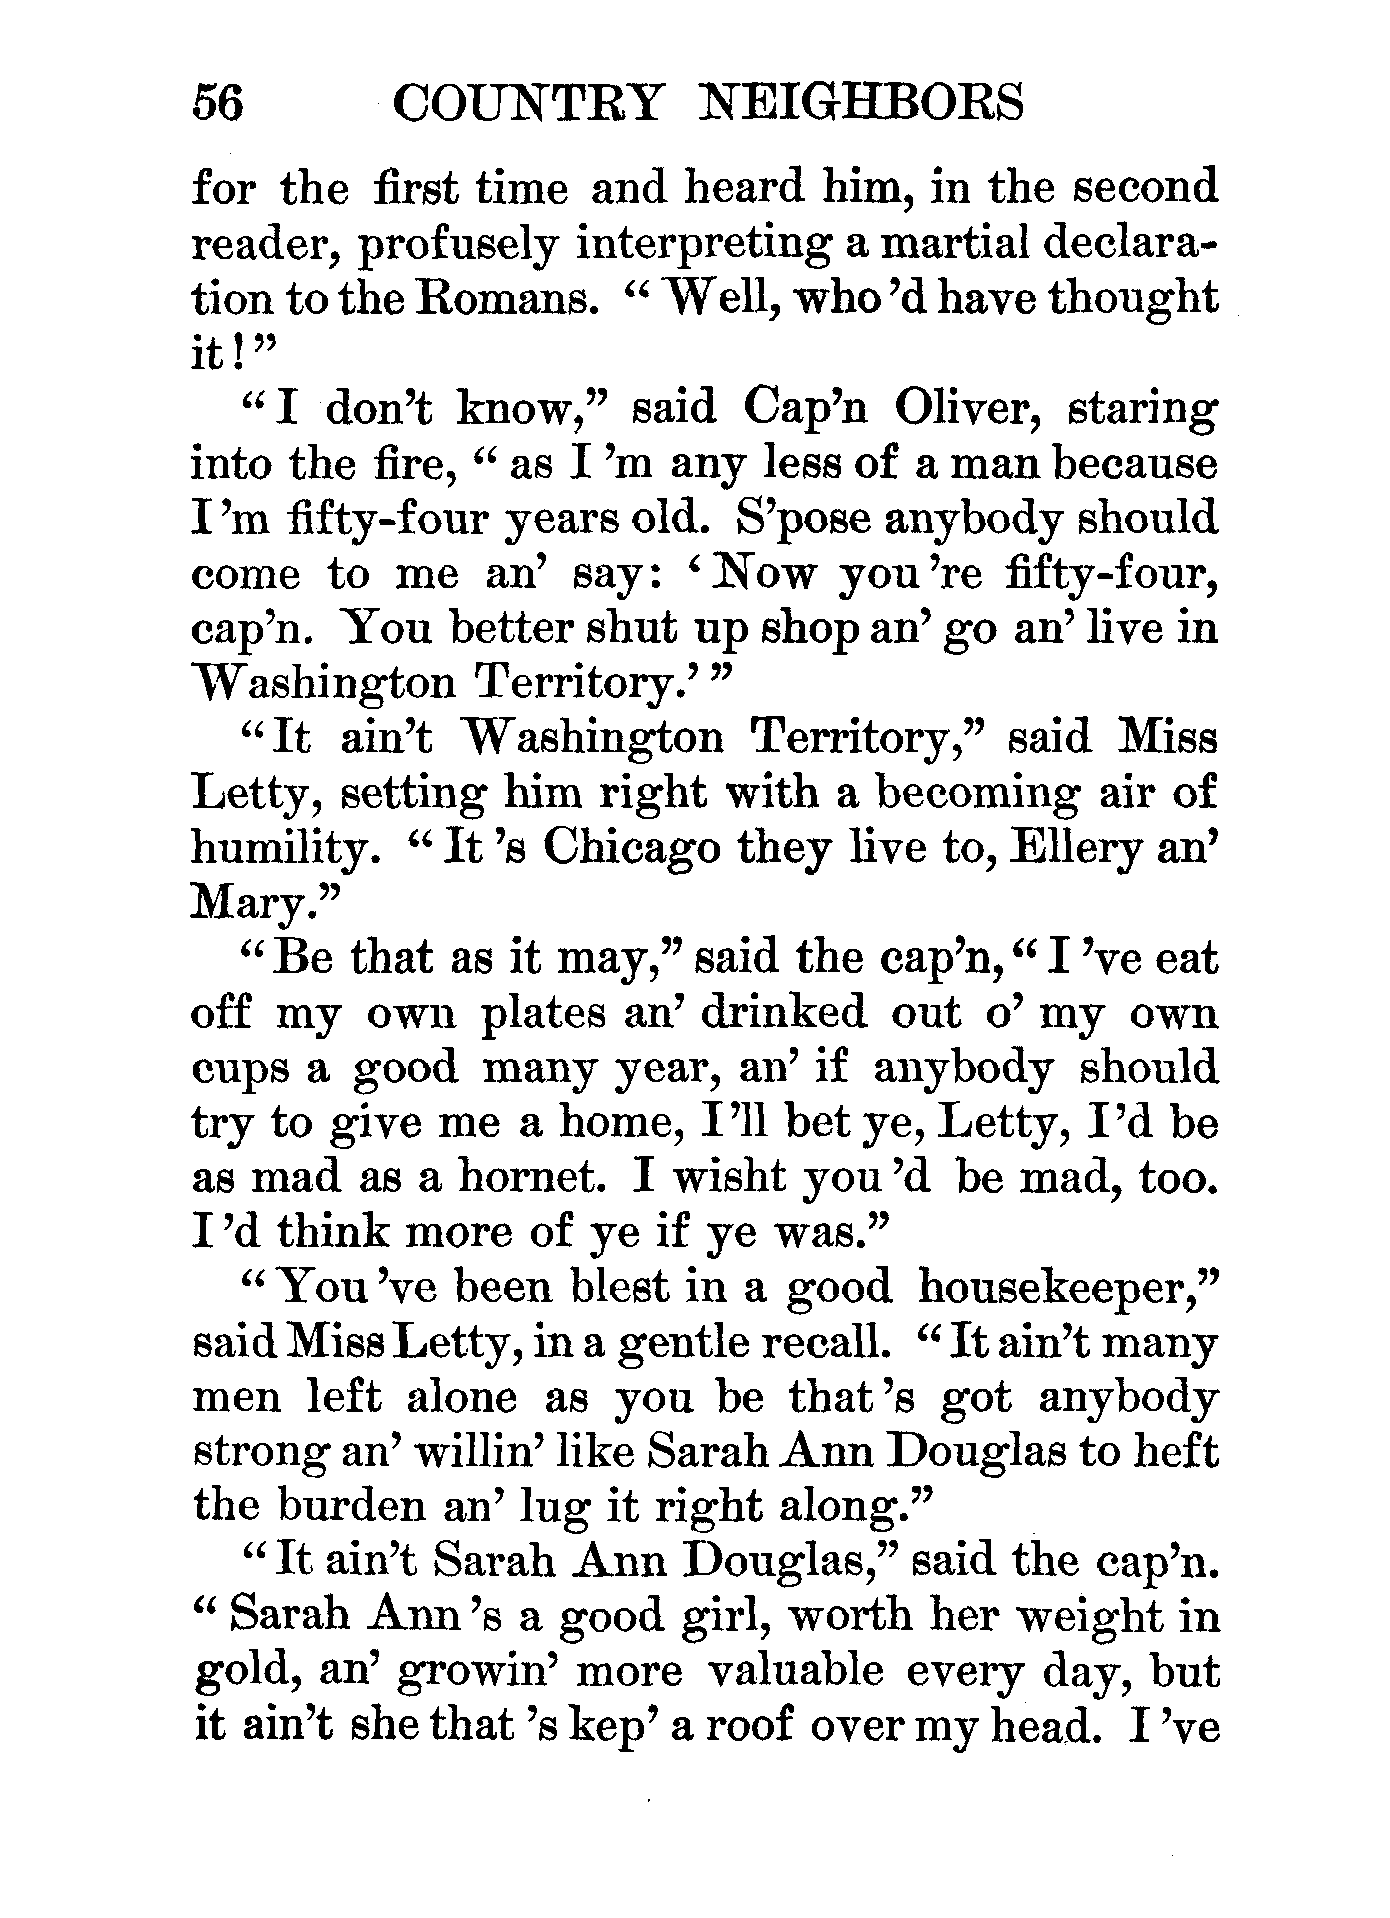 56 COUNTRY NEIGHBORS
for the first time and heard him, in the second
reader, profusely interpreting a martial declara-
tion to the Romans. “Well, who’d have thought
it!”
“I don’t know,” said Cap’n Oliver, staring
into the fire, “as I’m any less of a man because
I’m fifty-four years old. S’pose anybody should
come to me an’ say: ‘Now you’re fifty-four,
cap’n. You better shut up shop an’ go an’ live in
Washington Territory.’”
“It ain’t Washington Territory,” said Miss
Letty, setting him right with a becoming air of
humility. “It’s Chicago they live to, Ellery an’
Mary.”
“Be that as it may,” said the cap’n, “I’ve eat
off my own plates an’ drinked out o’ my own
cups a good many year, an’ if anybody should
try to give me a home, I’ll bet ye, Letty, I’d be
as mad as a hornet. I wisht you’d be mad, too.
I’d think more of ye if ye was.”
“You’ve been blest in a good housekeeper,”
said Miss Letty, in a gentle recall. “It ain’t many
men left alone as you be that’s got anybody
strong an’ willin’ like Sarah Ann Douglas to heft
the burden an’ lug it right along.”
“It ain’t Sarah Ann Douglas,” said the cap’n.
“Sarah Ann’s a good girl, worth her weight in
gold, an’ growin’ more valuable every day, but
it ain’t she that’s kep’ a roof over my head. I’ve